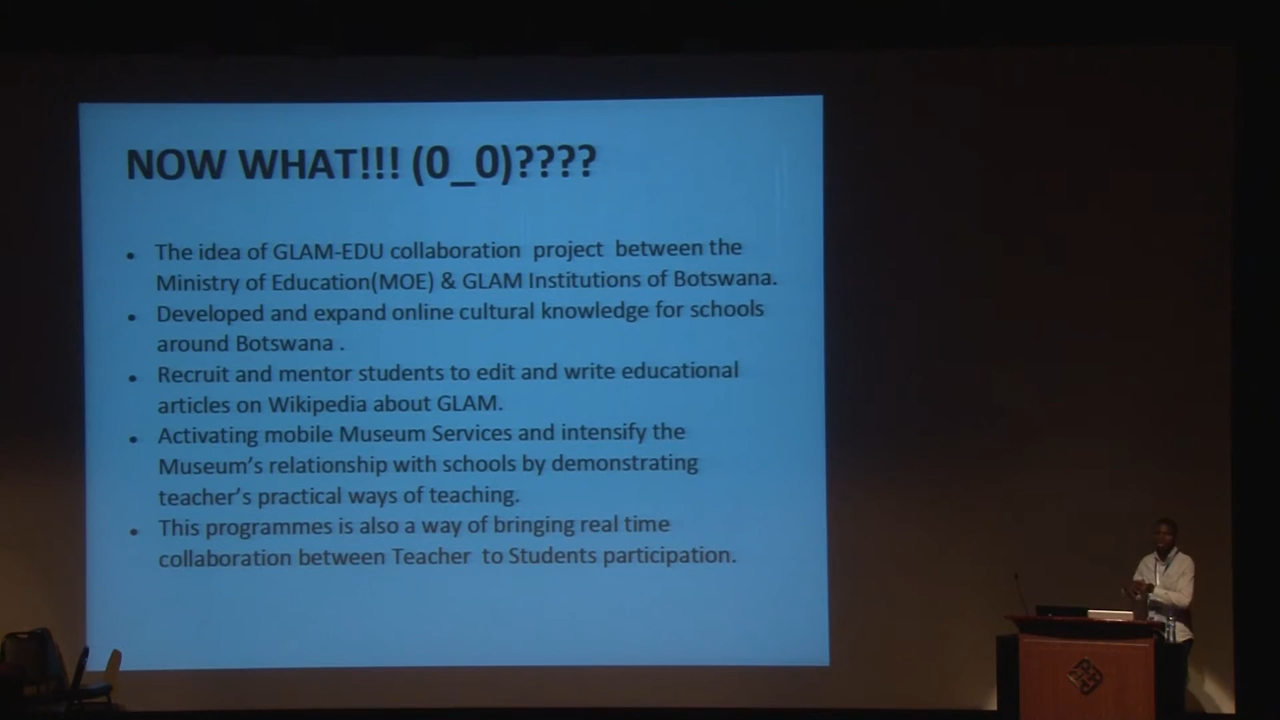 NOW WHAT!!! (0_0)????
• The idea of GLAM-EDU collaboration project between the
Ministry of Education(MOE) & GLAM Institutions of Botswana.
• Developed and expand online cultural knowledge for schools
around Botswana .
• Recruit and mentor students to edit and write educational
articles on Wikipedia about GLAM.
• Activating mobile Museum Services and intensify the
Museum's relationship with schools by demonstrating
teacher's practical ways of teaching.
• This programmes is also a way of bringing real time
collaboration between Teacher to Students participation.